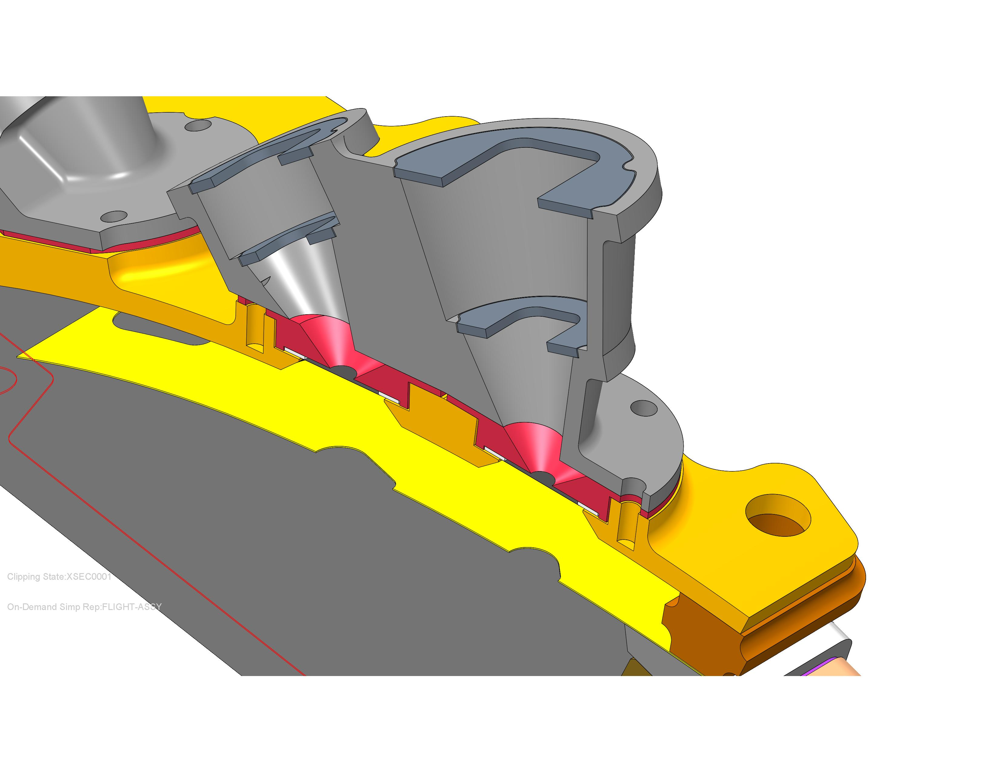 Clipping State:XSEC0001
On-Demand Simp Rep:FLIGHT-ASSY